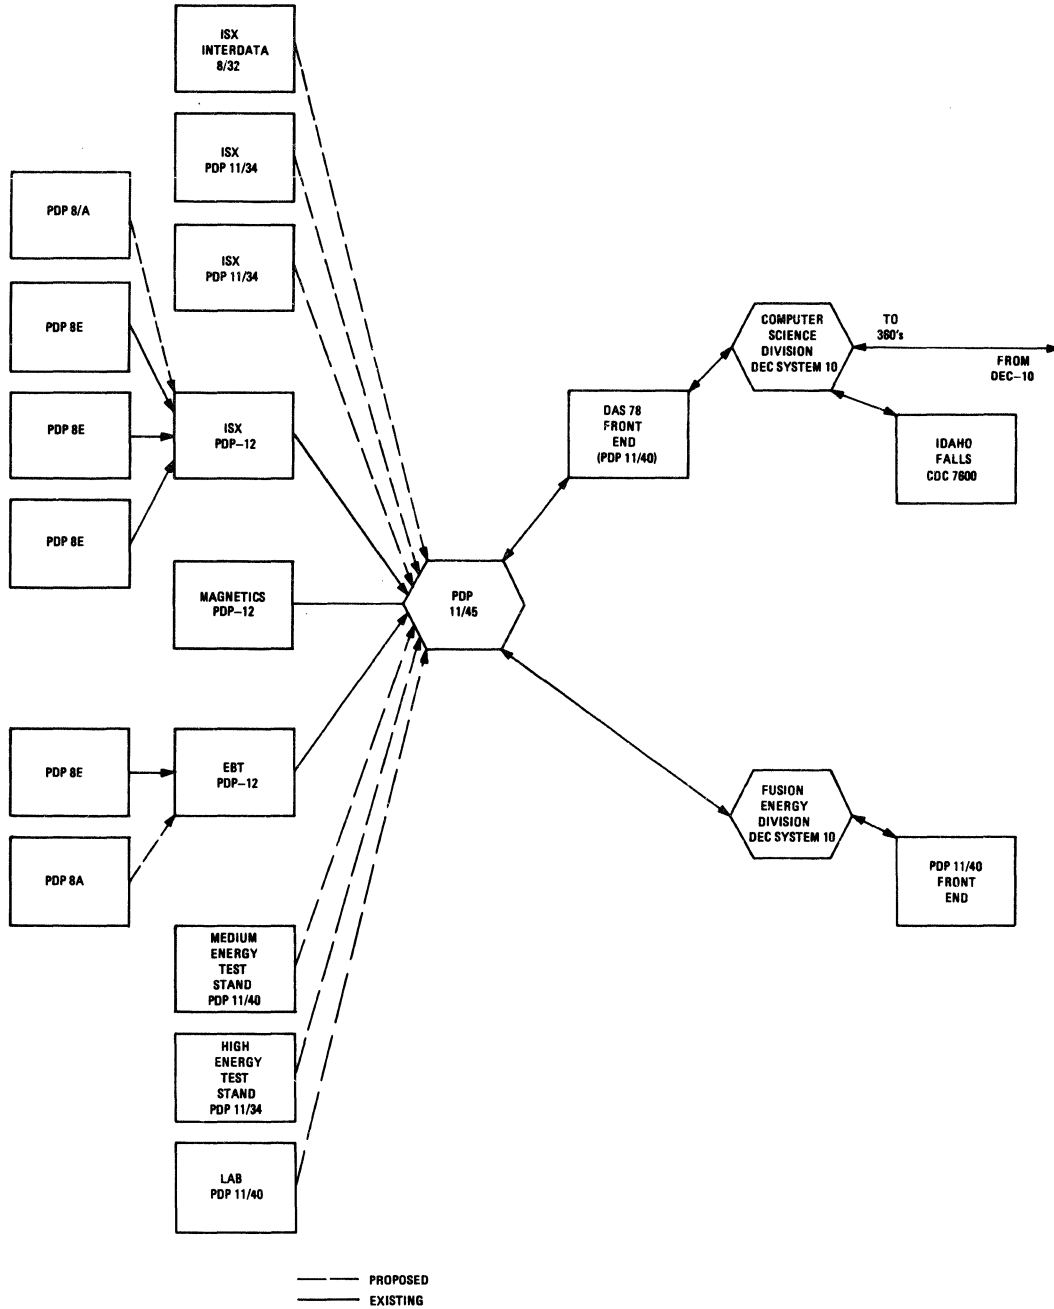 ISX
INTERDATA
8/32
ISX
PDP 11/34
ISX
PDP 11/34
PDP 8/A
PDP 8E
PDP 8E
PDP 8E
ISX
PDP-12
MAGNETICS
PDP-12
PDP 8E
PDP 8A
EBT
PDP-12
MEDIUM
ENERGY
TEST
STAND
PDP 11/40
HIGH
ENERGY
TEST
STAND
PDP 11/34
LAB
PDP 11/40
PDP
11/45
DAS 78
FRONT
END
(PDP 11/40)
COMPUTER
SCIENCE
DIVISION
DEC SYSTEM 10
TO
360's
FROM
DEC-10
IDAHO
FALLS
CDC 7600
FUSION
ENERGY
DIVISION
DEC SYSTEM 10
PDP 11/40
FRONT
END
PROPOSED
EXISTING